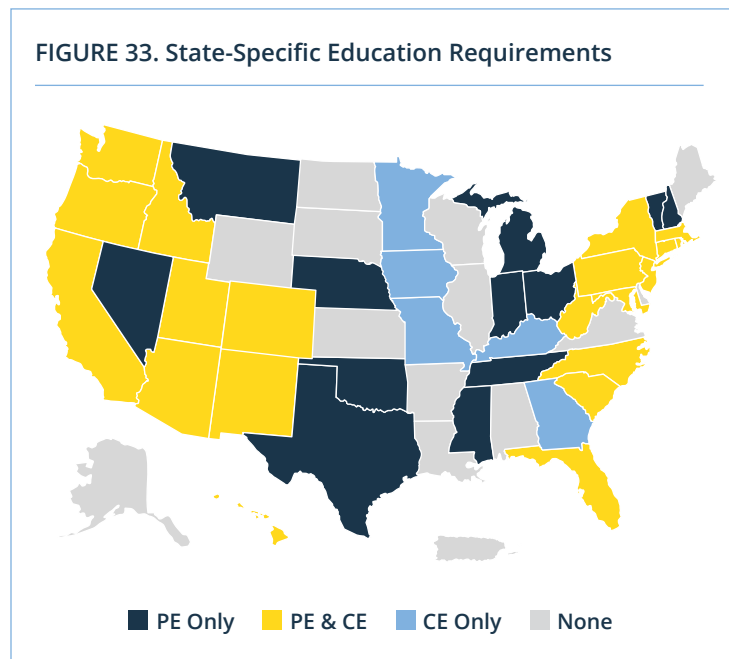 FIGURE 33. State-Specific Education Requirements
PE Only PE & CE CE Only None